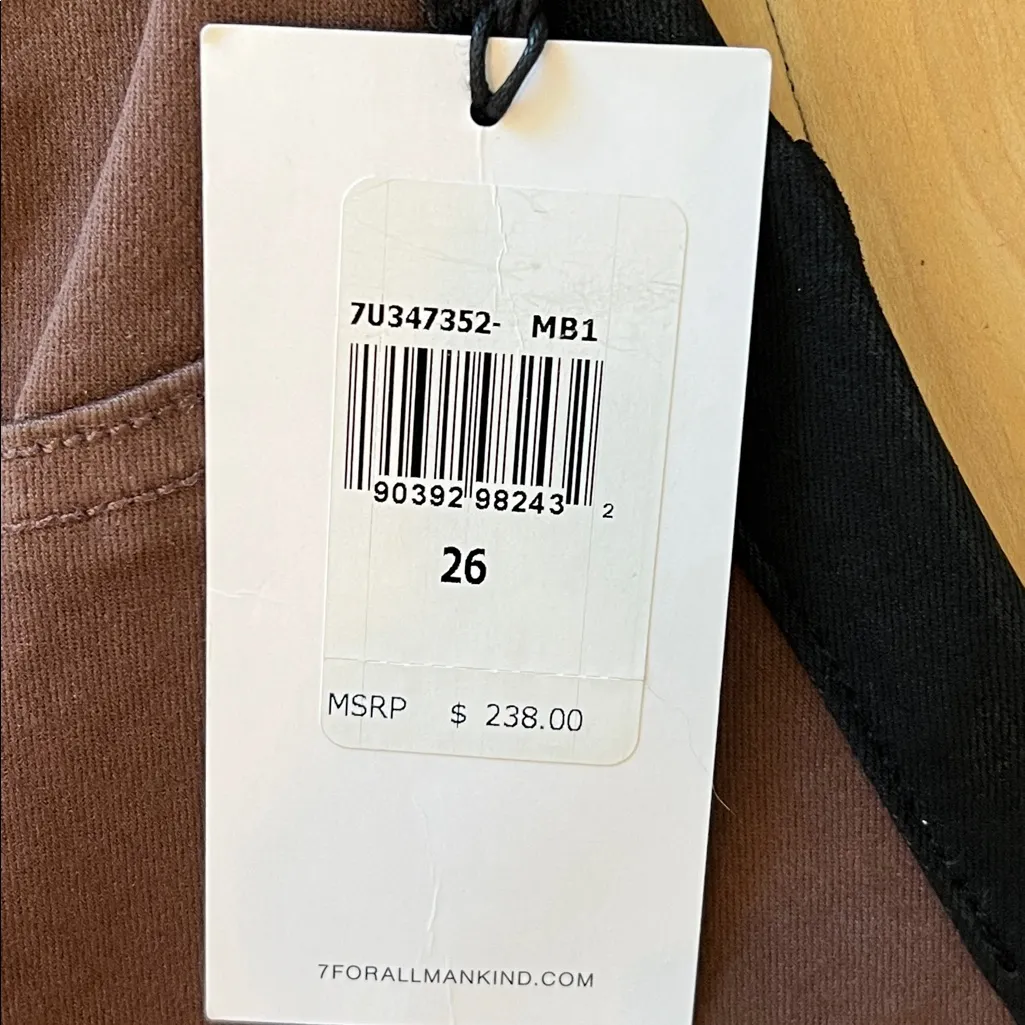 7U347352- MB1
90392 98243 2
26
MSRP $ 238.00
7FORALLMANKIND.COM